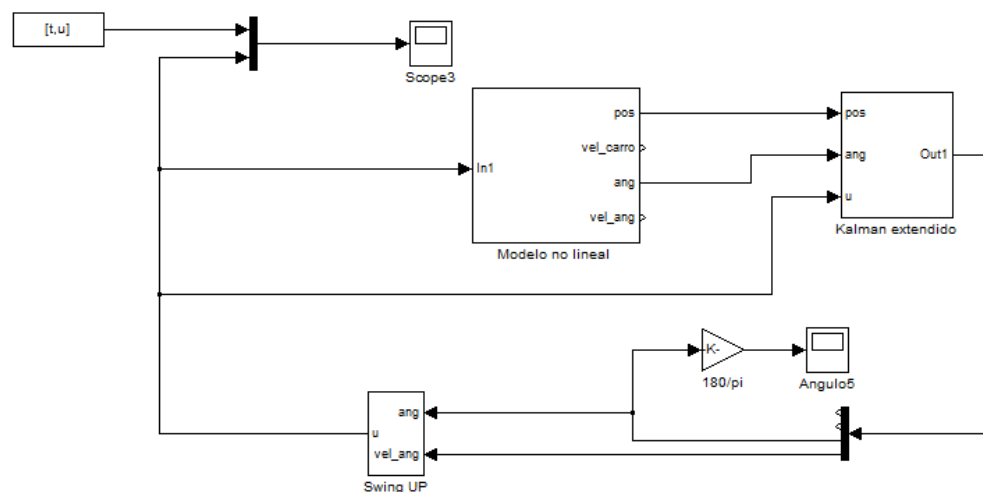 [t,u]
Scope3
In1
pos
vel_carro
ang
vel_ang
Modelo no lineal
pos
ang
u
Out1
Kalman extendido
K-
180/pi
Angulo5
ang
u
vel_ang
Swing UP